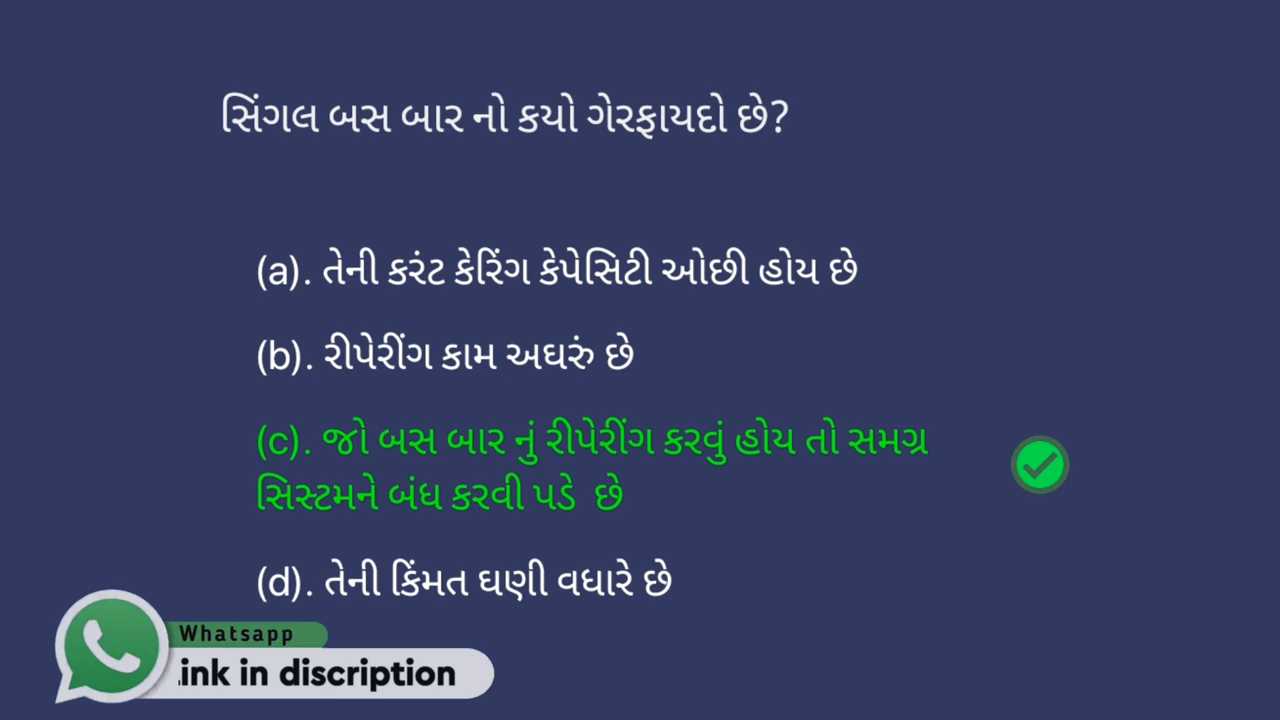 સિંગલ બસ બાર નો કયો ગેરફાયદો છે?
(a). તેની કરંટ કેરિંગ કેપેસિટી ઓછી હોય છે
(b). રીપેરીંગ કામ અઘરું છે
(c). જો બસ બાર નું રીપેરીંગ કરવું હોય તો સમગ્ર
સિસ્ટમને બંધ કરવી પડે છે
(d). તેની કિંમત ઘણી વધારે છે
Whatsapp
ink in discription